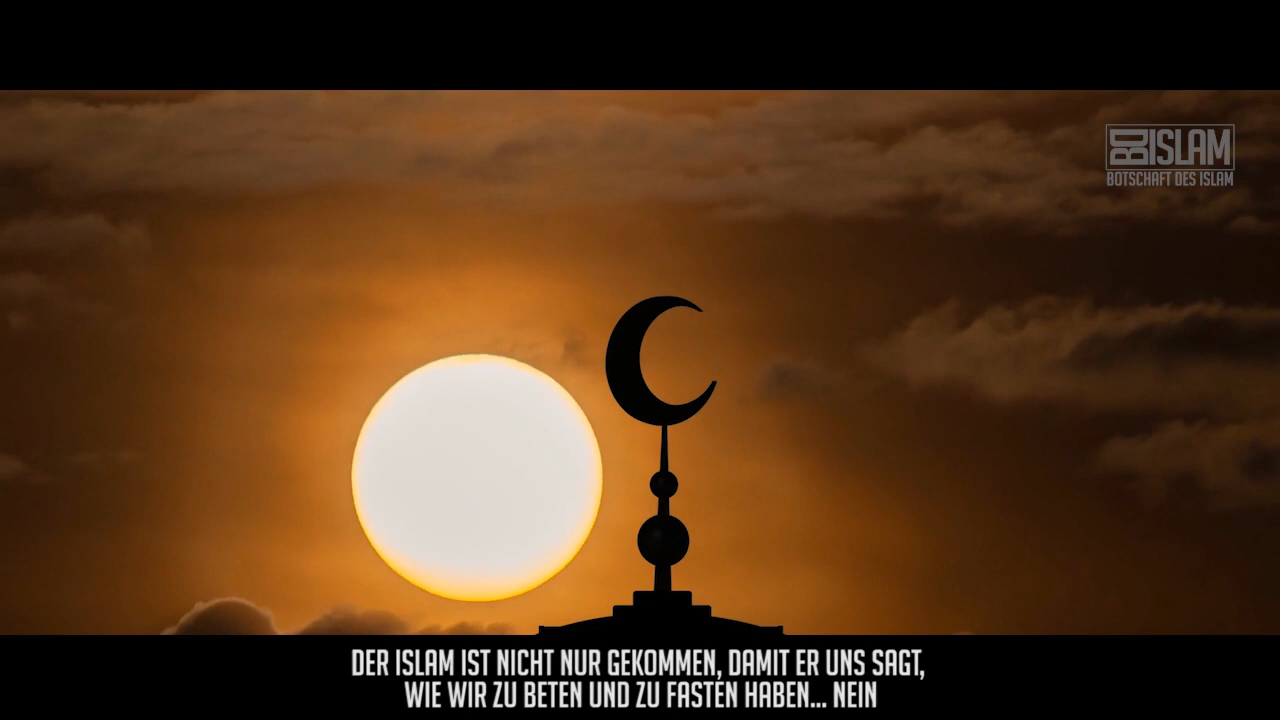 BDISLAM
BOTSCHAFT DES ISLAM
DER ISLAM IST NICHT NUR GEKOMMEN, DAMIT ER UNS SAGT,
WIE WIR ZU BETEN UND ZU FASTEN HABEN... NEIN